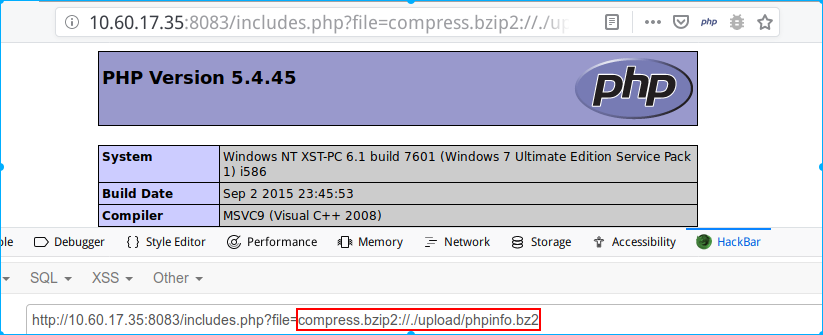 10.60.17.35:8083/includes.php?file=compress.bzip2://./up
php
PHP Version 5.4.45
php
System
Windows NT XST-PC 6.1 build 7601 (Windows 7 Ultimate Edition Service Pack
1) i586
Build Date
Sep 2 2015 23:45:53
Compiler
MSVC9 (Visual C++ 2008)
Debugger
{} Style Editor
Performance
Memory
Network
Storage
Accessibility
HackBar
SQL
XSS
Other
http://10.60.17.35:8083/includes.php?file=compress.bzip2://./upload/phpinfo.bz2